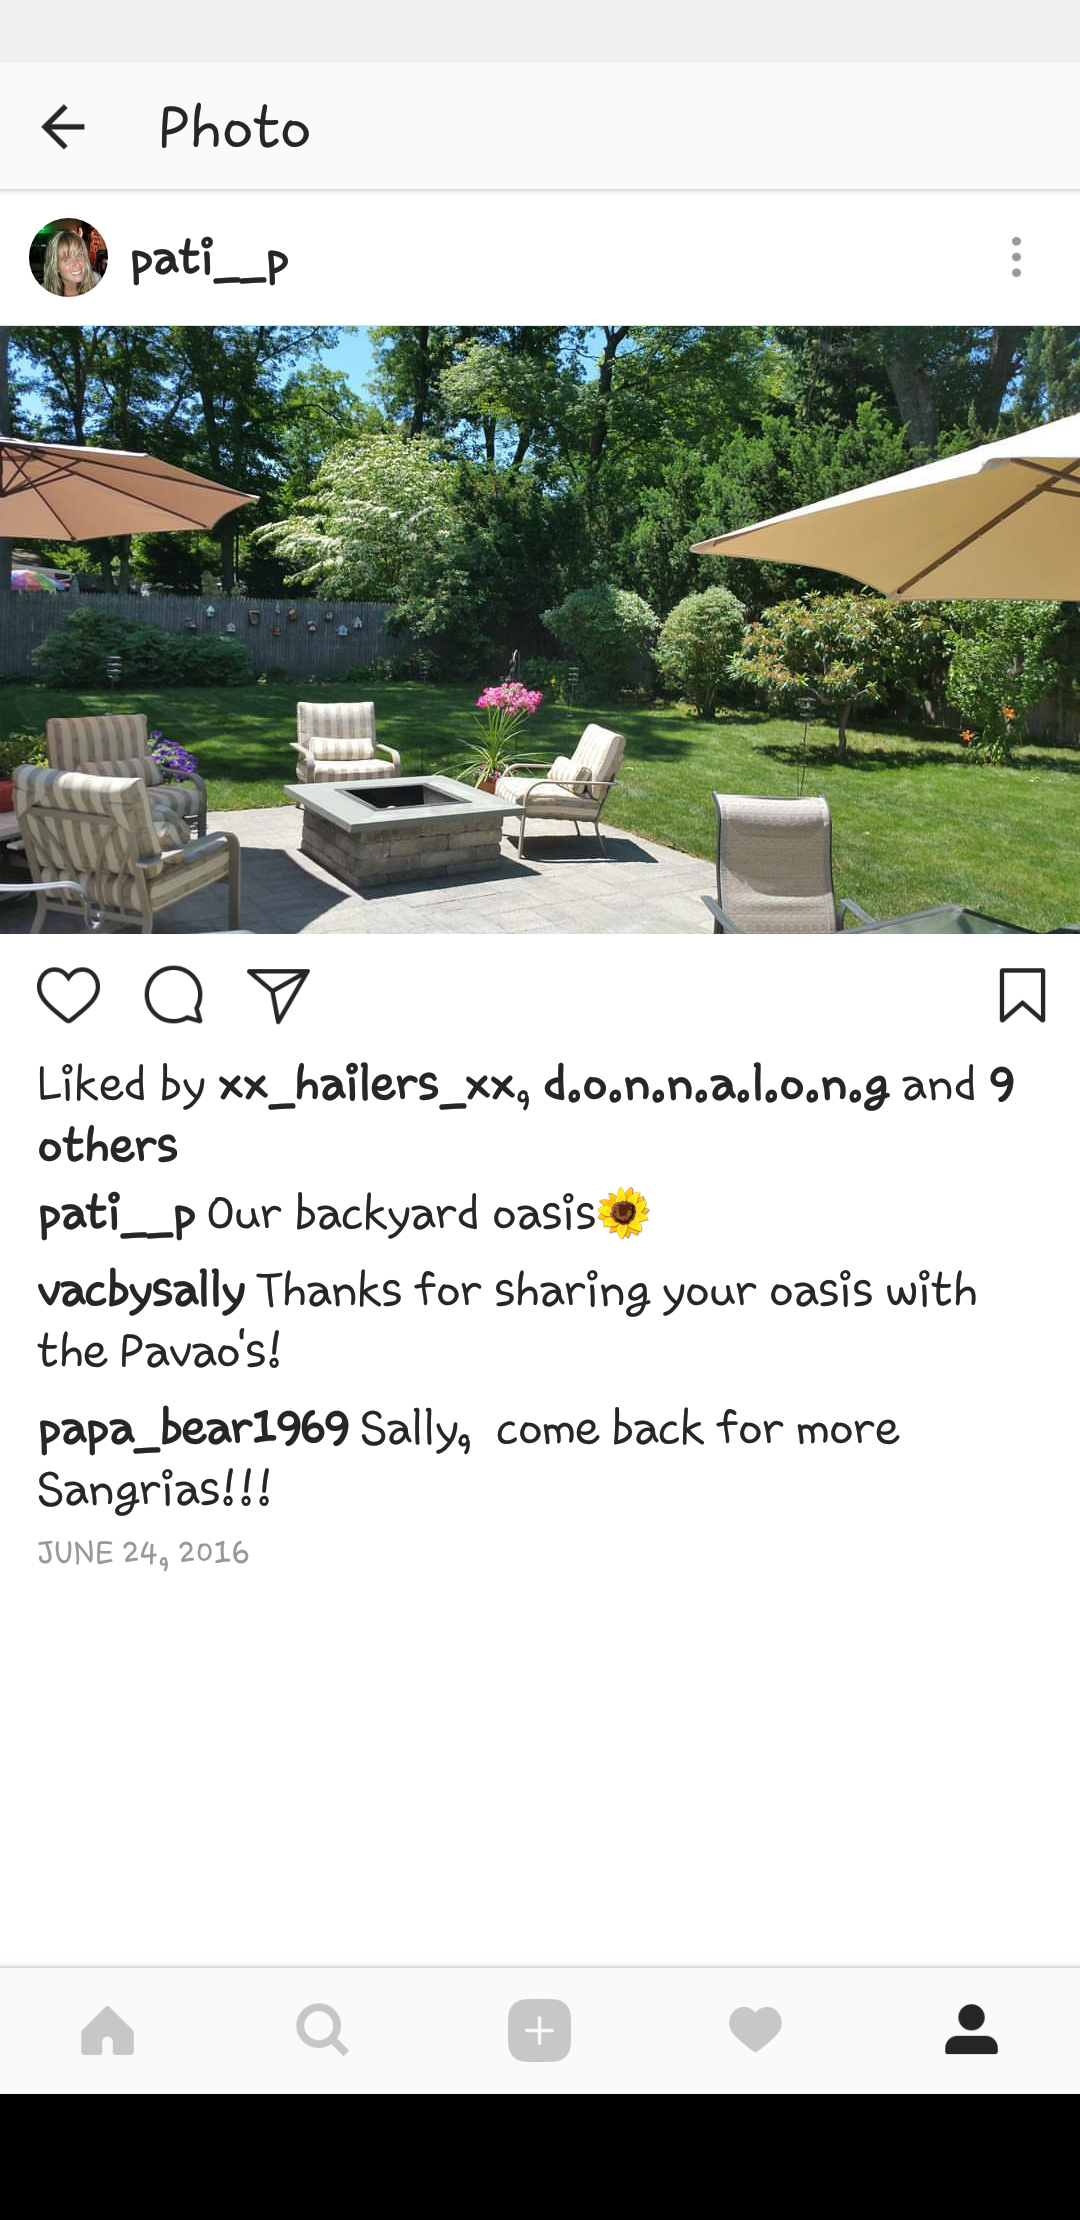 Photo
pati__p
Liked by xx_hailers_xx, d.o.n.n.a.l.o.n.g and 9
others
pati__p Our backyard oasis🌻
vacbysally Thanks for sharing your oasis with
the Pavao's!
papa_bear1969 Sally,  come back for more
Sangrias!!!
JUNE 24, 2016